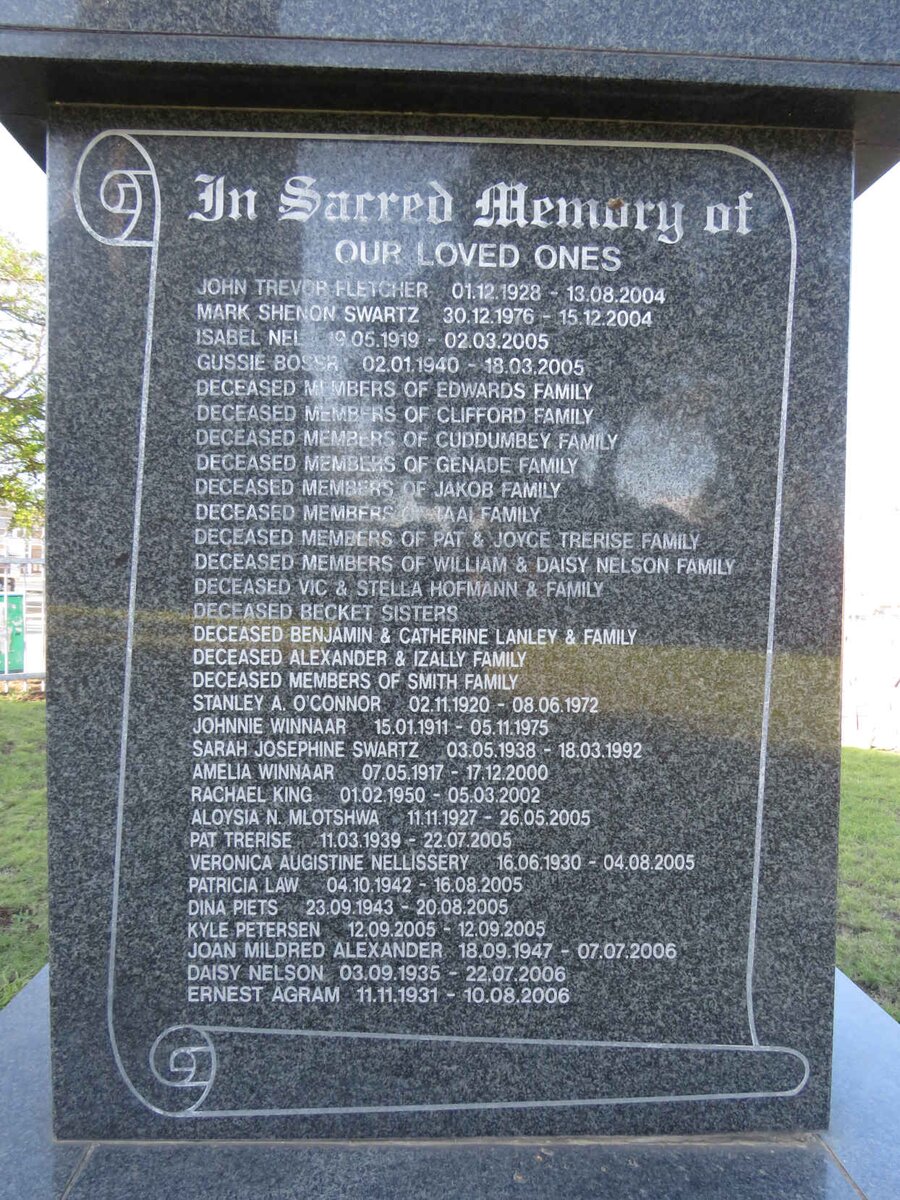 In Sacred Memory of
OUR LOVED ONES
JOHN TREVOR FLETCHER 01.12.1928 - 13.08.2004
MARK SHENON SWARTZ 30.12.1976 - 15.12.2004
ISABEL NEL 19.05.1919 - 02.03.2005
GUSSIE 02.01.1940 - 18.03.2005
DECEASED MEMBERS OF EDWARDS FAMILY
DECEASED MEMBERS OF CLIFFORD FAMILY
DECEASED MEMBERS OF CUDDUMBEY FAMILY
DECEASED MEMBERS OF GENADE FAMILY
DECEASED MEMBERS OF JAKOB FAMILY
DECEASED MEMBERS OF FAMILY
DECEASED MEMBERS OF PAT & JOYCE TRERISE FAMILY
DECEASED MEMBERS OF WILLIAM & DAISY NELSON FAMILY
DECEASED VIC & STELLA HOFMANN & FAMILY
DECEASED BECKET SISTERS
DECEASED BENJAMIN & CATHERINE LANLEY & FAMILY
DECEASED ALEXANDER & IZALLY FAMILY
DECEASED MEMBERS OF SMITH FAMILY
STANLEY A. O'CONNOR 02.11.1920 - 08.06.1972
JOHNNIE WINNAAR 15.01.1911 - 05.11.1975
SARAH JOSEPHINE SWARTZ 03.05.1938 - 18.03.1992
AMELIA WINNAAR 07.05.1917 - 17.12.2000
RACHAEL KING 01.02.1950 - 05.03.2002
ALOYSIA N. MLOTSHWA 11.11.1927 - 26.05.2005
PAT TRERISE 11.03.1939 - 22.07.2005
VERONICA AUGISTINE NELLISSERY 16.06.1930 - 04.08.2005
PATRICIA LAW 04.10.1942 - 16.08.2005
DINA PIETS 23.09.1943 - 20.08.2005
KYLE PETERSEN 12.09.2005 - 12.09.2005
JOAN MILDRED ALEXANDER 18.09.1947 - 07.07.2006
DAISY NELSON 03.09.1935 - 22.07.2006
ERNEST AGRAM 11.11.1931 - 10.08.2006